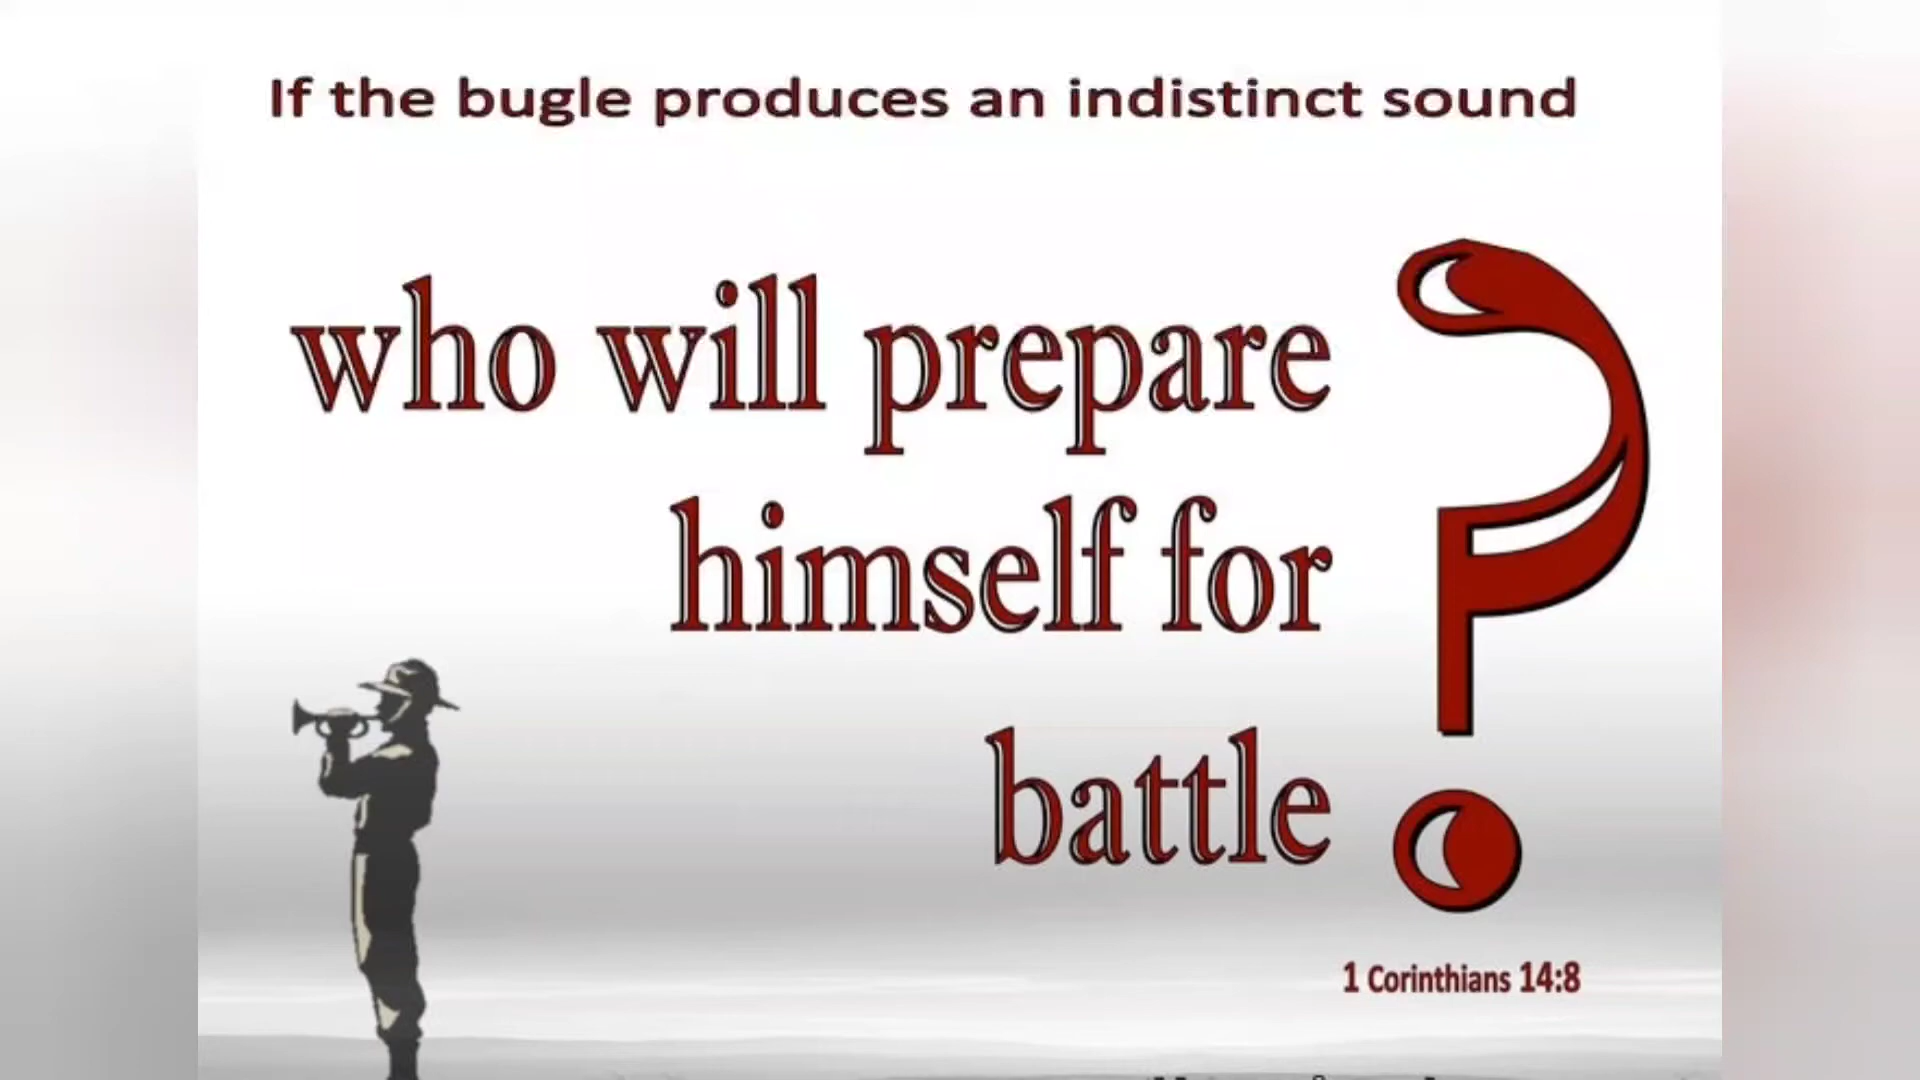 If the bugle produces an indistinct sound
who will prepare
himself for
battle
?
1 Corinthians 14:8